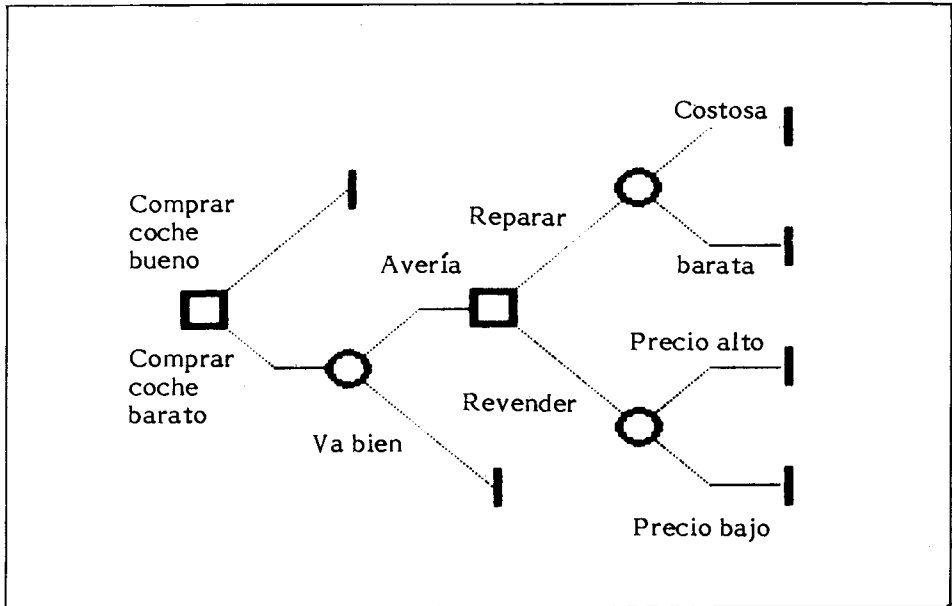 Costosa
Comprar
coche
bueno
Reparar
Avería
barata
Comprar
coche
barato
Precio alto
Revender
Va bien
Precio bajo